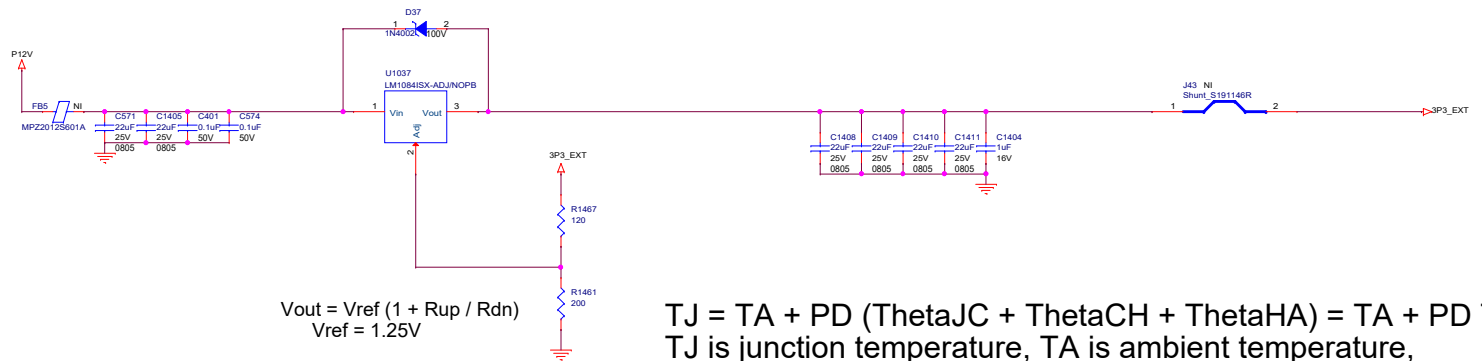 D37
1 2
1N4002 100V
P12V
U1037
LM1084ISX-ADJ/NOPB
J43 NI
Shunt_S191146R
FB5 NI
MPZ2012S601A
1 Vin Vout 3
Adj
2
1 2
3P3_EXT
C571
22uF
25V
0805
C1405
22uF
25V
0805
C401
0.1uF
50V
C574
0.1uF
50V
C1408
22uF
25V
0805
C1409
22uF
25V
0805
C1410
22uF
25V
0805
C1411
22uF
25V
0805
C1404
1uF
16V
3P3_EXT
R1467
120
R1461
200
Vout = Vref (1 + Rup / Rdn)
Vref = 1.25V
TJ = TA + PD (ThetaJC + ThetaCH + ThetaHA) = TA + PD
TJ is junction temperature, TA is ambient temperature,